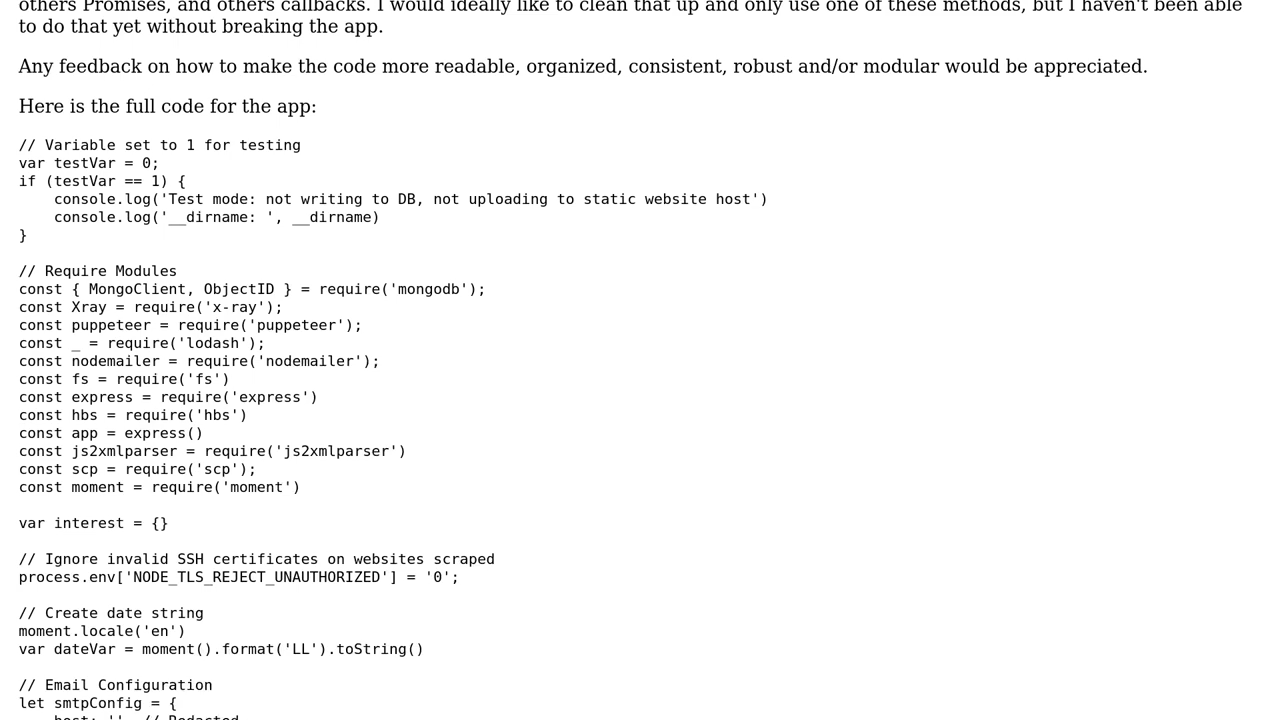 others Promises, and others callbacks. I would ideally like to clean that up and only use one of these methods, but I haven't been able
to do that yet without breaking the app.
Any feedback on how to make the code more readable, organized, consistent, robust and/or modular would be appreciated.
Here is the full code for the app:
// Variable set to 1 for testing
var testVar = 0;
if (testVar == 1) {
    console.log('Test mode: not writing to DB, not uploading to static website host')
    console.log('__dirname: ', __dirname)
}
// Require Modules
const { MongoClient, ObjectID } = require('mongodb');
const Xray = require('x-ray');
const puppeteer = require('puppeteer');
const _ = require('lodash');
const nodemailer = require('nodemailer');
const fs = require('fs')
const express = require('express')
const hbs = require('hbs')
const app = express()
const js2xmlparser = require('js2xmlparser')
const scp = require('scp');
const moment = require('moment')
var interest = {}
// Ignore invalid SSH certificates on websites scraped
process.env['NODE_TLS_REJECT_UNAUTHORIZED'] = '0';
// Create date string
moment.locale('en')
var dateVar = moment().format('LL').toString()
// Email Configuration
let smtpConfig = {
    host: '', // Redacted